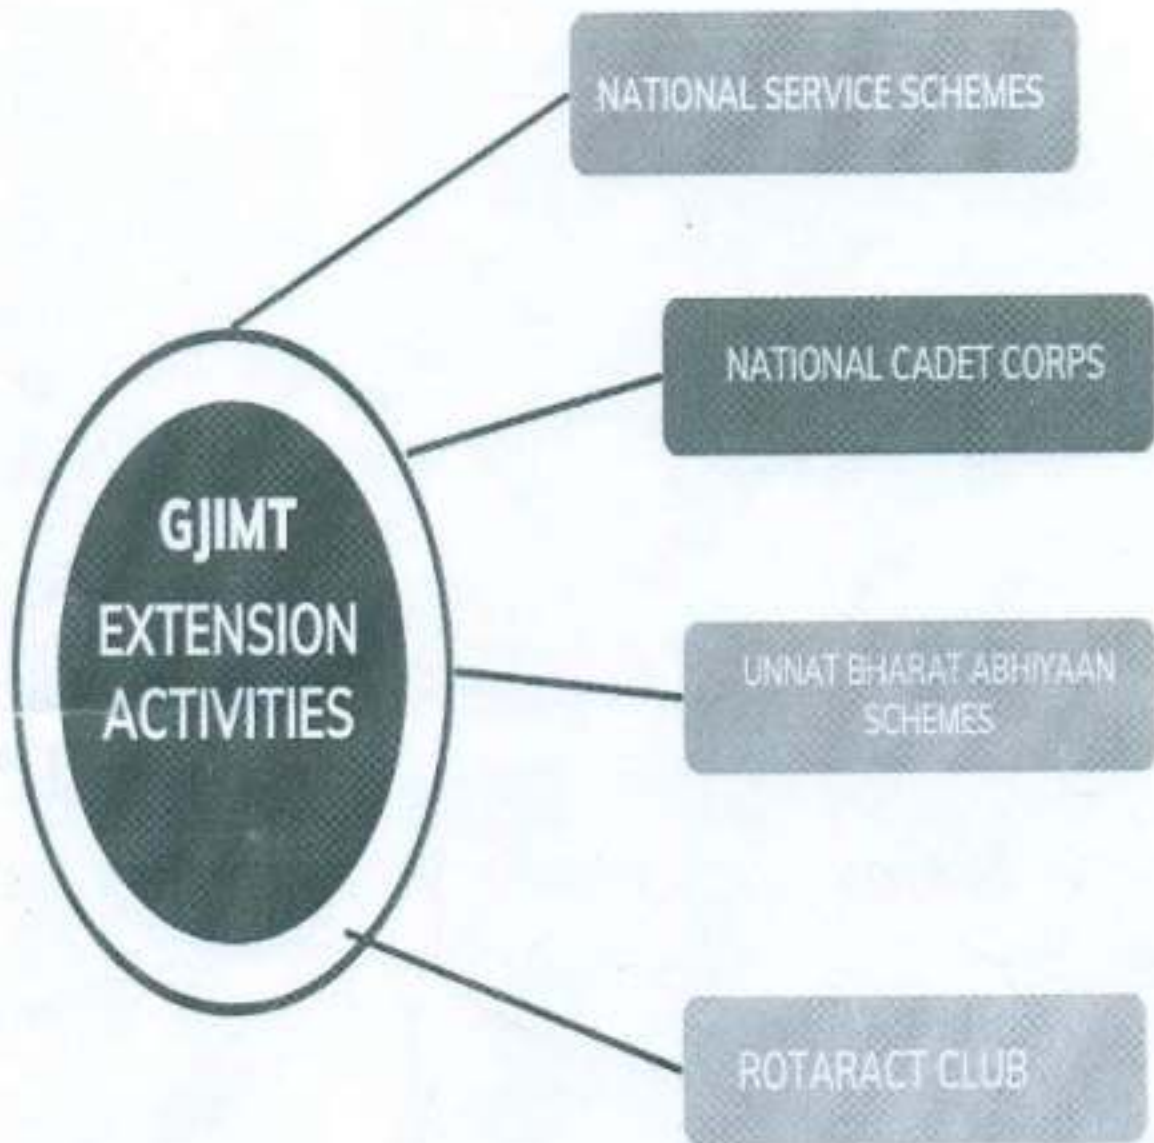 NATIONAL SERVICE SCHEMES
NATIONAL CADET CORPS
GJIMT
EXTENSION
ACTIVITIES
UNNAT BHARAT ABHIYAAN
SCHEMES
ROTARACT CLUB